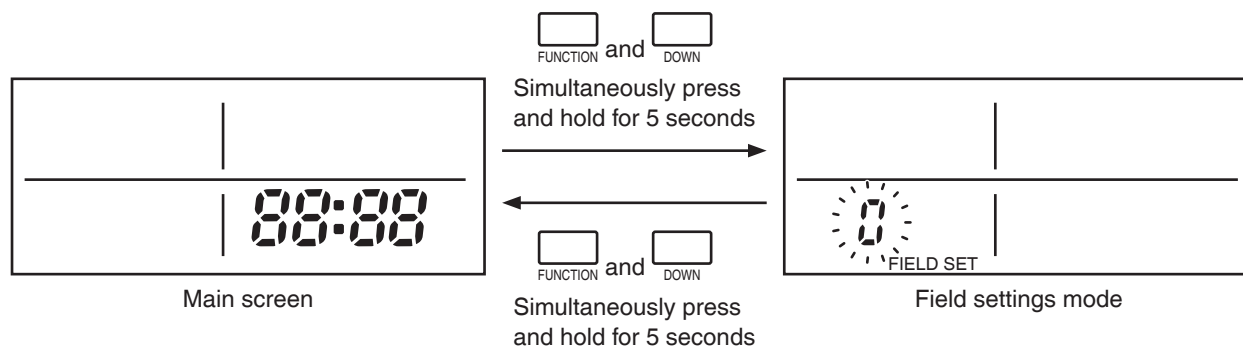 FUNCTION and DOWN
Simultaneously press
and hold for 5 seconds
88:88
0
FIELD SET
FUNCTION and DOWN
Simultaneously press
and hold for 5 seconds
Main screen
Field settings mode